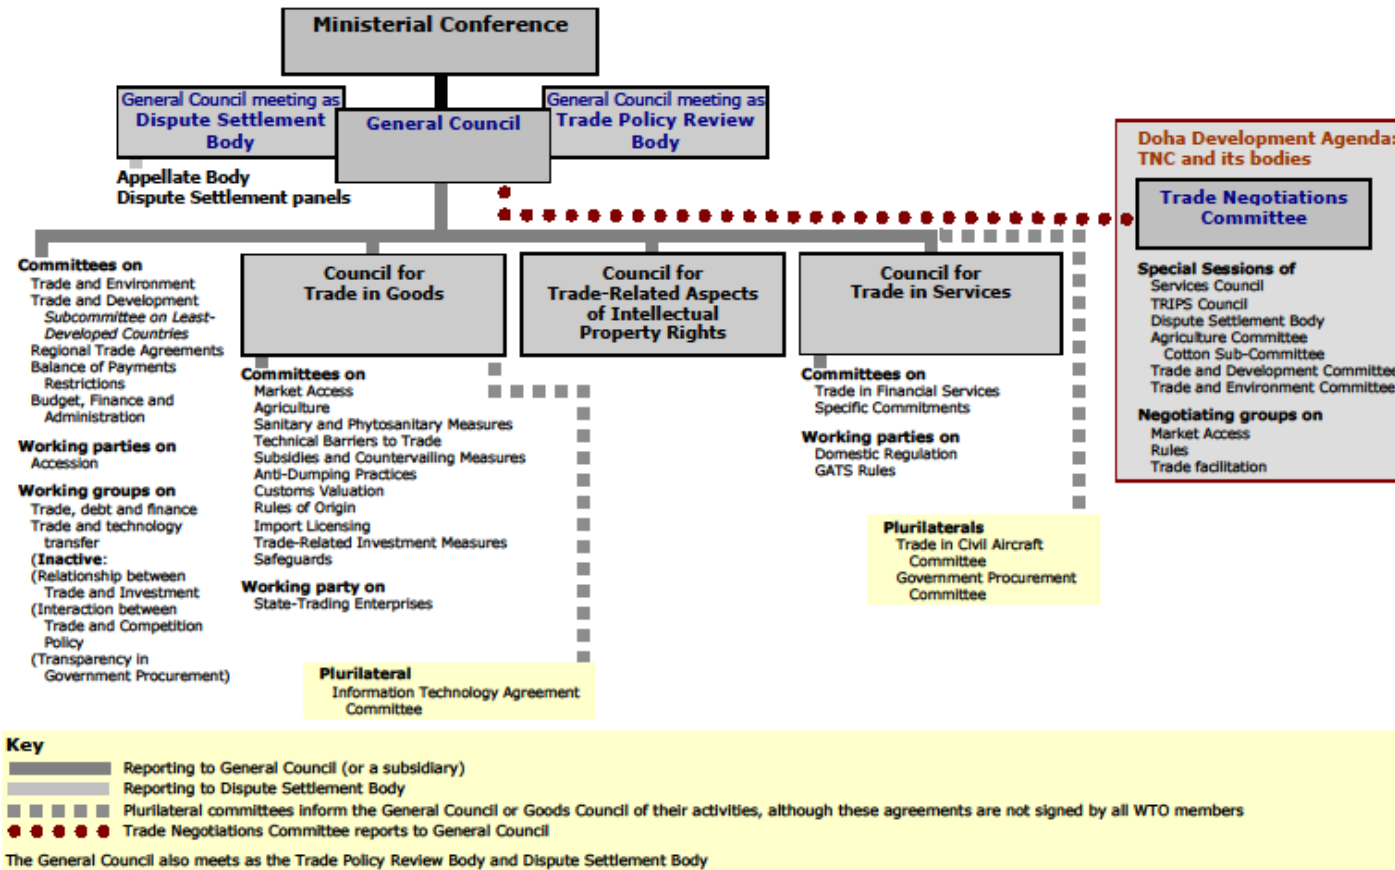 Ministerial Conference
General Council meeting as
Dispute Settlement
Body
General Council
General Council meeting as
Trade Policy Review
Body
Appellate Body
Dispute Settlement panels
Doha Development Agenda:
TNC and its bodies
Trade Negotiations
Committee
Special Sessions of
Services Council
TRIPS Council
Dispute Settlement Body
Agriculture Committee
Cotton Sub-Committee
Trade and Development Committee
Trade and Environment Committee
Negotiating groups on
Market Access
Rules
Trade facilitation
Committees on
Trade and Environment
Trade and Development
Subcommittee on Least-
Developed Countries
Regional Trade Agreements
Balance of Payments
Restrictions
Budget, Finance and
Administration
Working parties on
Accession
Working groups on
Trade, debt and finance
Trade and technology
transfer
(Inactive:
(Relationship between
Trade and Investment
(Interaction between
Trade and Competition
Policy
(Transparency in
Government Procurement)
Council for
Trade in Goods
Committees on
Market Access
Agriculture
Sanitary and Phytosanitary Measures
Technical Barriers to Trade
Subsidies and Countervailing Measures
Anti-Dumping Practices
Customs Valuation
Rules of Origin
Import Licensing
Trade-Related Investment Measures
Safeguards
Working party on
State-Trading Enterprises
Plurilateral
Information Technology Agreement
Committee
Council for
Trade-Related Aspects
of Intellectual
Property Rights
Council for
Trade in Services
Committees on
Trade in Financial Services
Specific Commitments
Working parties on
Domestic Regulation
GATS Rules
Plurilaterals
Trade in Civil Aircraft
Committee
Government Procurement
Committee
Key
Reporting to General Council (or a subsidiary)
Reporting to Dispute Settlement Body
Plurilateral committees inform the General Council or Goods Council of their activities, although these agreements are not signed by all WTO members
Trade Negotiations Committee reports to General Council
The General Council also meets as the Trade Policy Review Body and Dispute Settlement Body